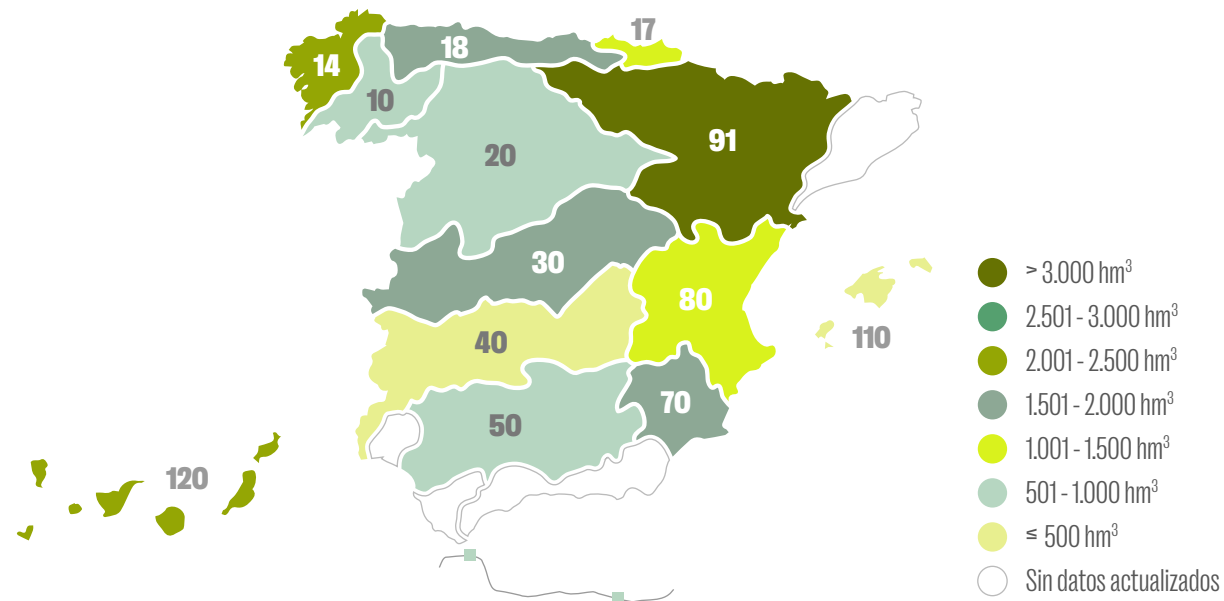 17
18
14
10
91
20
30
80
110
40
70
50
120
> 3.000 hm³
2.501 - 3.000 hm³
2.001 - 2.500 hm³
1.501 - 2.000 hm³
1.001 - 1.500 hm³
501 - 1.000 hm³
≤ 500 hm³
Sin datos actualizados